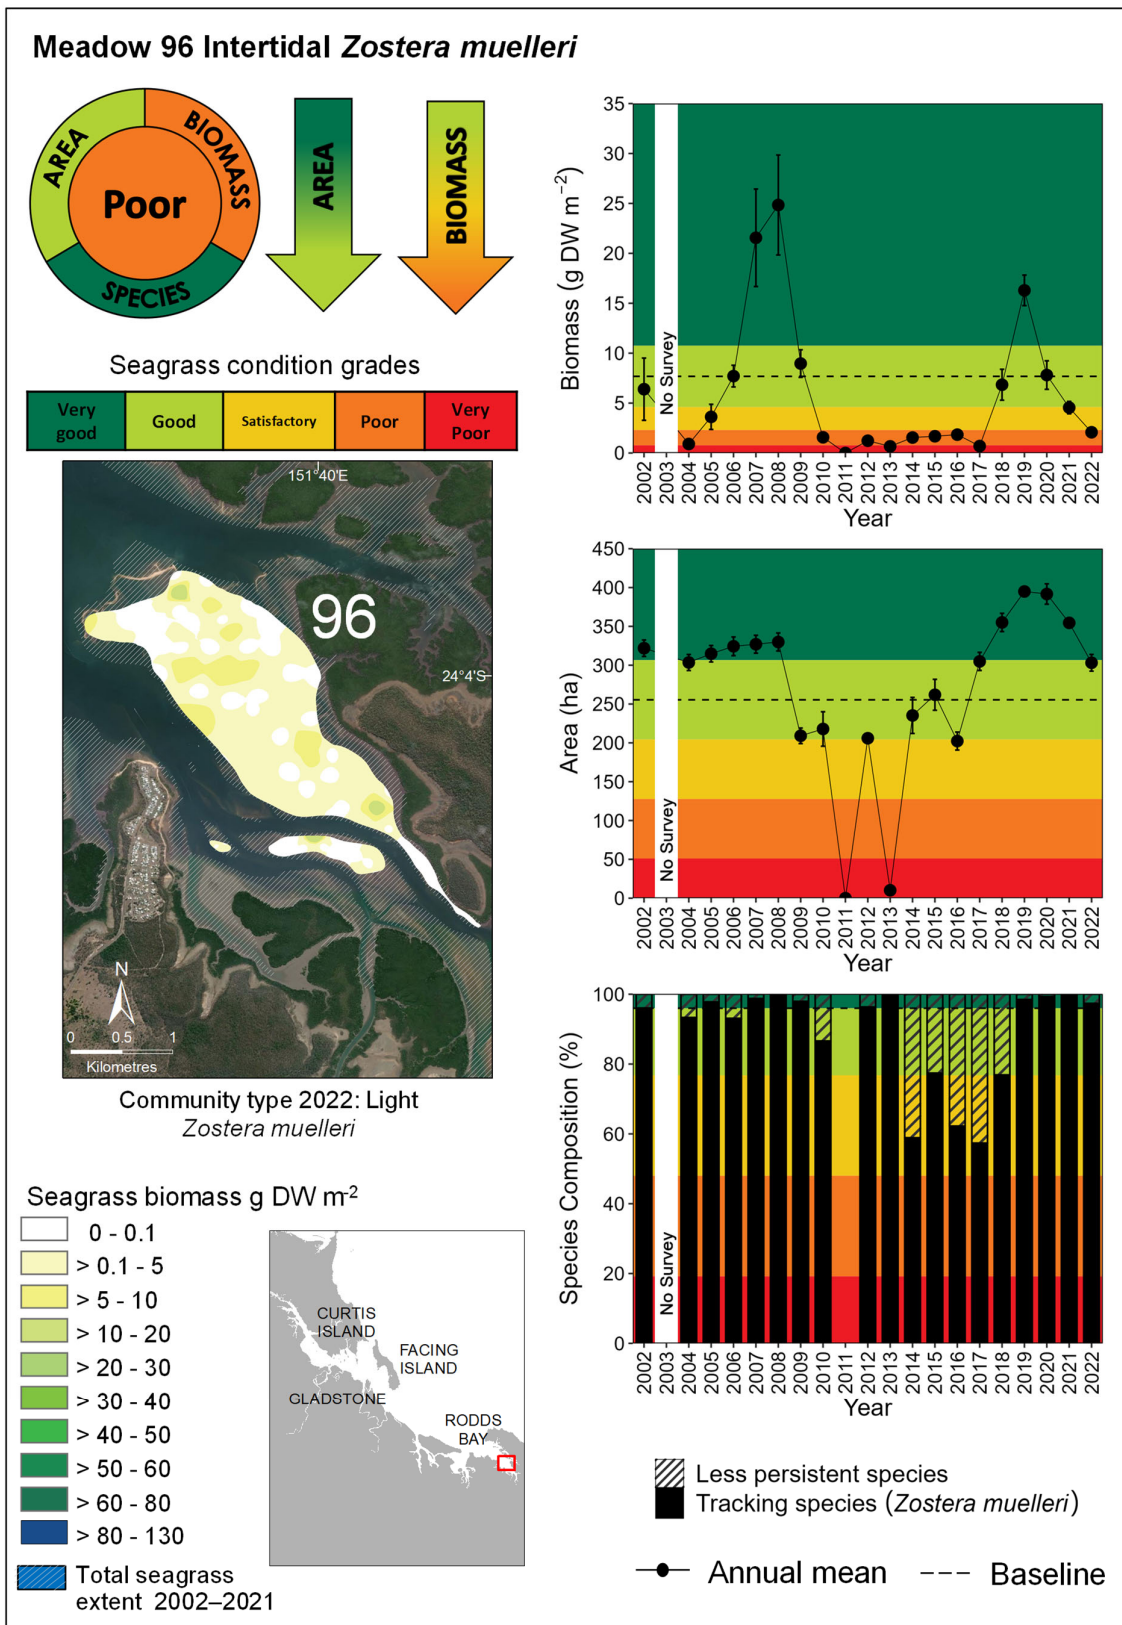 Meadow 96 Intertidal Zostera muelleri
AREA
BIOMASS
SPECIES
Poor
AREA
BIOMASS
Seagrass condition grades
Very good
Good
Satisfactory
Poor
Very Poor
151°40'E
96
24°4'S
N
0 0.5 1
Kilometres
Community type 2022: Light
Zostera muelleri
Seagrass biomass g DW m-2
0 - 0.1
> 0.1 - 5
> 5 - 10
> 10 - 20
> 20 - 30
> 30 - 40
> 40 - 50
> 50 - 60
> 60 - 80
> 80 - 130
Total seagrass
extent 2002–2021
CURTIS
ISLAND
FACING
ISLAND
GLADSTONE
RODDS
BAY
Biomass (g DW m-2)
35
30
25
20
15
10
5
0
No Survey
2002 2003 2004 2005 2006 2007 2008 2009 2010 2011 2012 2013 2014 2015 2016 2017 2018 2019 2020 2021 2022
Year
Area (ha)
450
400
350
300
250
200
150
100
50
0
No Survey
2002 2003 2004 2005 2006 2007 2008 2009 2010 2011 2012 2013 2014 2015 2016 2017 2018 2019 2020 2021 2022
Year
Species Composition (%)
100
80
60
40
20
0
No Survey
2002 2003 2004 2005 2006 2007 2008 2009 2010 2011 2012 2013 2014 2015 2016 2017 2018 2019 2020 2021 2022
Year
Less persistent species
Tracking species (Zostera muelleri)
Annual mean
Baseline